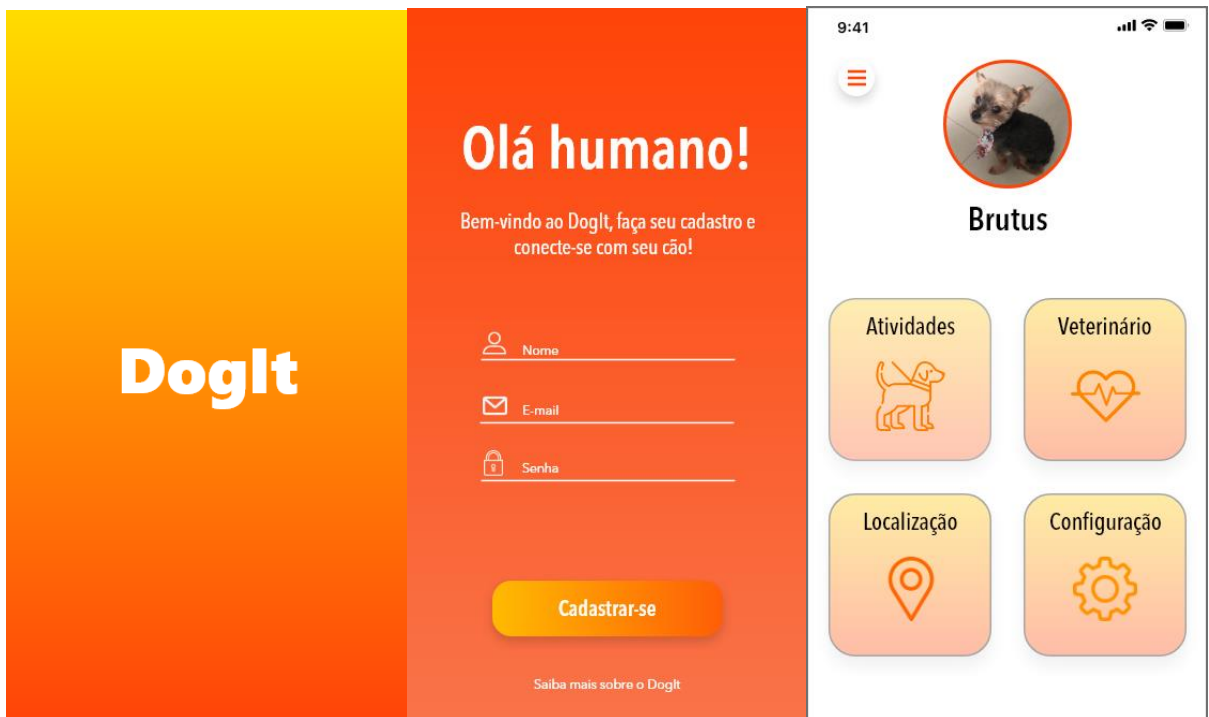 DogIt
Olá humano!
Bem-vindo ao DogIt, faça seu cadastro e
conecte-se com seu cão!
Nome
E-mail
Senha
Cadastrar-se
Saiba mais sobre o DogIt
9:41
Brutus
Atividades
Veterinário
Localização
Configuração